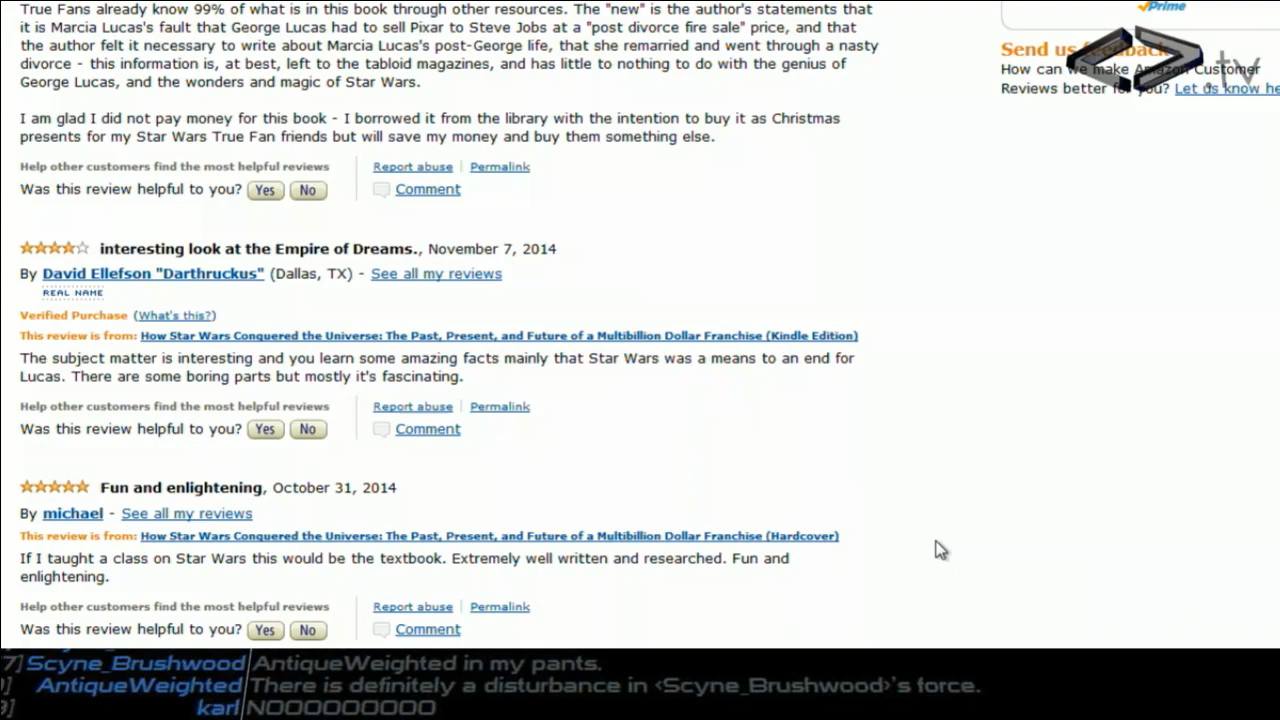 True Fans already know 99% of what is in this book through other resources. The "new" is the author's statements that
it is Marcia Lucas's fault that George Lucas had to sell Pixar to Steve Jobs at a "post divorce fire sale" price, and that
the author felt it necessary to write about Marcia Lucas's post-George life, that she remarried and went through a nasty
divorce - this information is, at best, left to the tabloid magazines, and has little to nothing to do with the genius of
George Lucas, and the wonders and magic of Star Wars.
I am glad I did not pay money for this book - I borrowed it from the library with the intention to buy it as Christmas
presents for my Star Wars True Fan friends but will save my money and buy them something else.
Help other customers find the most helpful reviews
Was this review helpful to you? Yes No
Report abuse | Permalink
Comment
interesting look at the Empire of Dreams., November 7, 2014
By David Ellefson "Darthruckus" (Dallas, TX) - See all my reviews
REAL NAME
Verified Purchase (What's this?)
This review is from: How Star Wars Conquered the Universe: The Past, Present, and Future of a Multibillion Dollar Franchise (Kindle Edition)
The subject matter is interesting and you learn some amazing facts mainly that Star Wars was a means to an end for
Lucas. There are some boring parts but mostly it's fascinating.
Help other customers find the most helpful reviews
Was this review helpful to you? Yes No
Report abuse | Permalink
Comment
Fun and enlightening, October 31, 2014
By michael - See all my reviews
This review is from: How Star Wars Conquered the Universe: The Past, Present, and Future of a Multibillion Dollar Franchise (Hardcover)
If I taught a class on Star Wars this would be the textbook. Extremely well written and researched. Fun and
enlightening.
Help other customers find the most helpful reviews
Was this review helpful to you? Yes No
Report abuse | Permalink
Comment
Prime
Send us feedback
How can we make Amazon Customer
Reviews better for you? Let us know he
.tv
7] Scyne_Brushwood AntiqueWeighted in my pants.
] AntiqueWeighted There is definitely a disturbance in <Scyne_Brushwood>'s force.
] karl NOOOOOOOOO